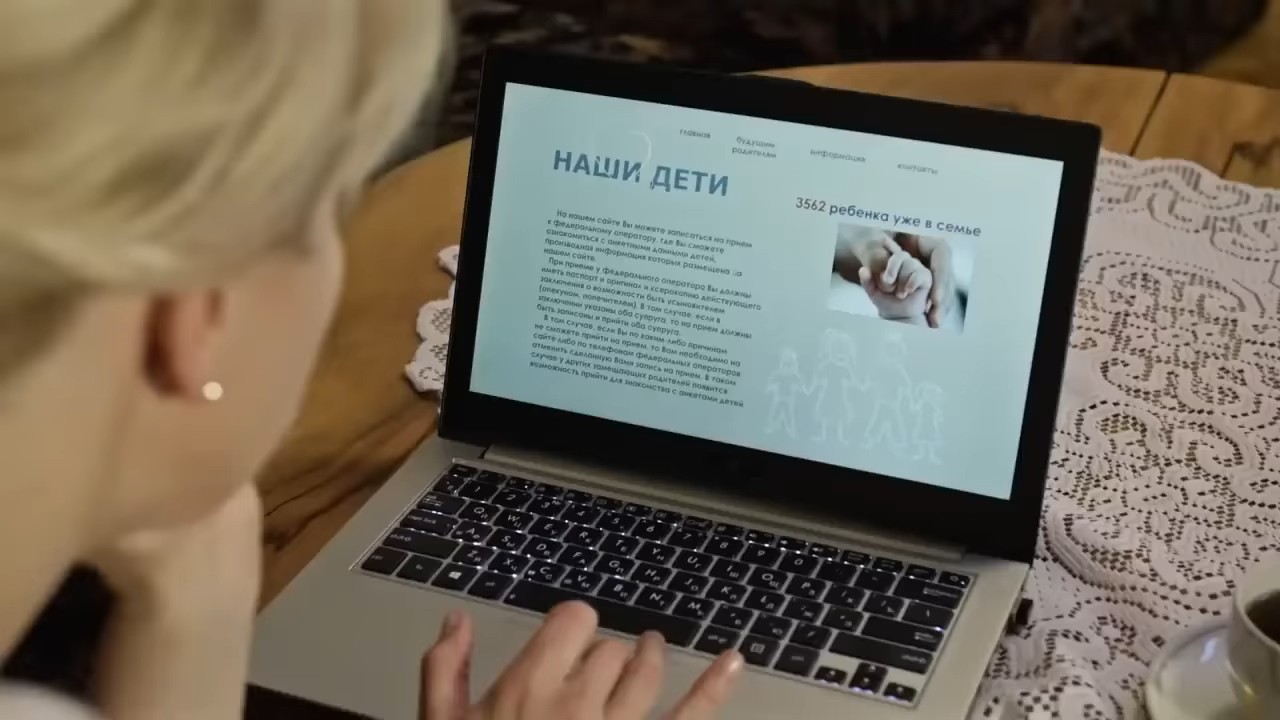 главная
будущим
родителям
информация
контакты
НАШИ ДЕТИ
3562 ребенка уже в семье
На нашем сайте Вы можете записаться на прием
к федеральному оператору, где Вы сможете
ознакомиться с анкетными данными детей,
производная информация которых размещена на
нашем сайте.
При приеме у федерального оператора Вы должны
иметь паспорт и оригинал и ксерокопию действующего
заключения о возможности быть усыновителем
(опекуном, попечителем). В том случае, если в
заключении указаны оба супруга, то на прием должны
быть записаны и прийти оба супруга.
В том случае, если Вы по каким-либо причинам
не сможете прийти на прием, то Вам необходимо на
сайте либо по телефонам федеральных операторов
отменить сделанную Вами запись на прием. В таком
случае у других замещающих родителей появится
возможность прийти для знакомства с анкетами детей